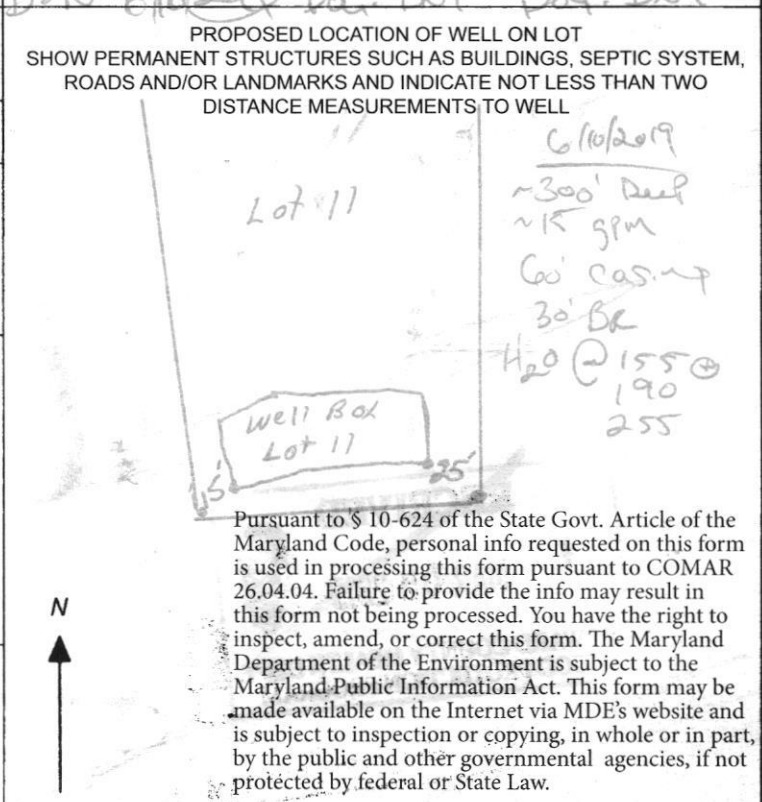 PROPOSED LOCATION OF WELL ON LOT
SHOW PERMANENT STRUCTURES SUCH AS BUILDINGS, SEPTIC SYSTEM,
ROADS AND/OR LANDMARKS AND INDICATE NOT LESS THAN TWO
DISTANCE MEASUREMENTS TO WELL
6/10/2019
~300' Deep
~15 gpm
60' casing
30' BR
H2O @ 155 ⊕
190
255
Lot 11
Well Box
Lot 11
15'
25'
Pursuant to § 10-624 of the State Govt. Article of the
Maryland Code, personal info requested on this form
is used in processing this form pursuant to COMAR
26.04.04. Failure to provide the info may result in
this form not being processed. You have the right to
inspect, amend, or correct this form. The Maryland
Department of the Environment is subject to the
Maryland Public Information Act. This form may be
made available on the Internet via MDE's website and
is subject to inspection or copying, in whole or in part,
by the public and other governmental agencies, if not
protected by federal or State Law.
N